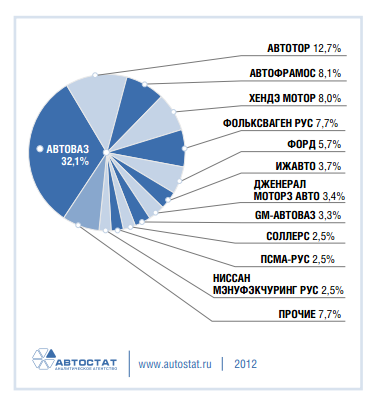 АВТОТОР 12,7%
АВТОФРАМОС 8,1%
ХЕНДЭ МОТОР 8,0%
ФОЛЬКСВАГЕН РУС 7,7%
ФОРД 5,7%
АВТОВАЗ
32,1%
ИЖАВТО 3,7%
ДЖЕНЕРАЛ
МОТОРЗ АВТО 3,4%
GM-АВТОВАЗ 3,3%
СОЛЛЕРС 2,5%
ПСМА-РУС 2,5%
НИССАН
МЭНУФЭКЧУРИНГ РУС 2,5%
ПРОЧИЕ 7,7%
АВТОСТАТ
АНАЛИТИЧЕСКОЕ АГЕНТСТВО
www.autostat.ru
2012